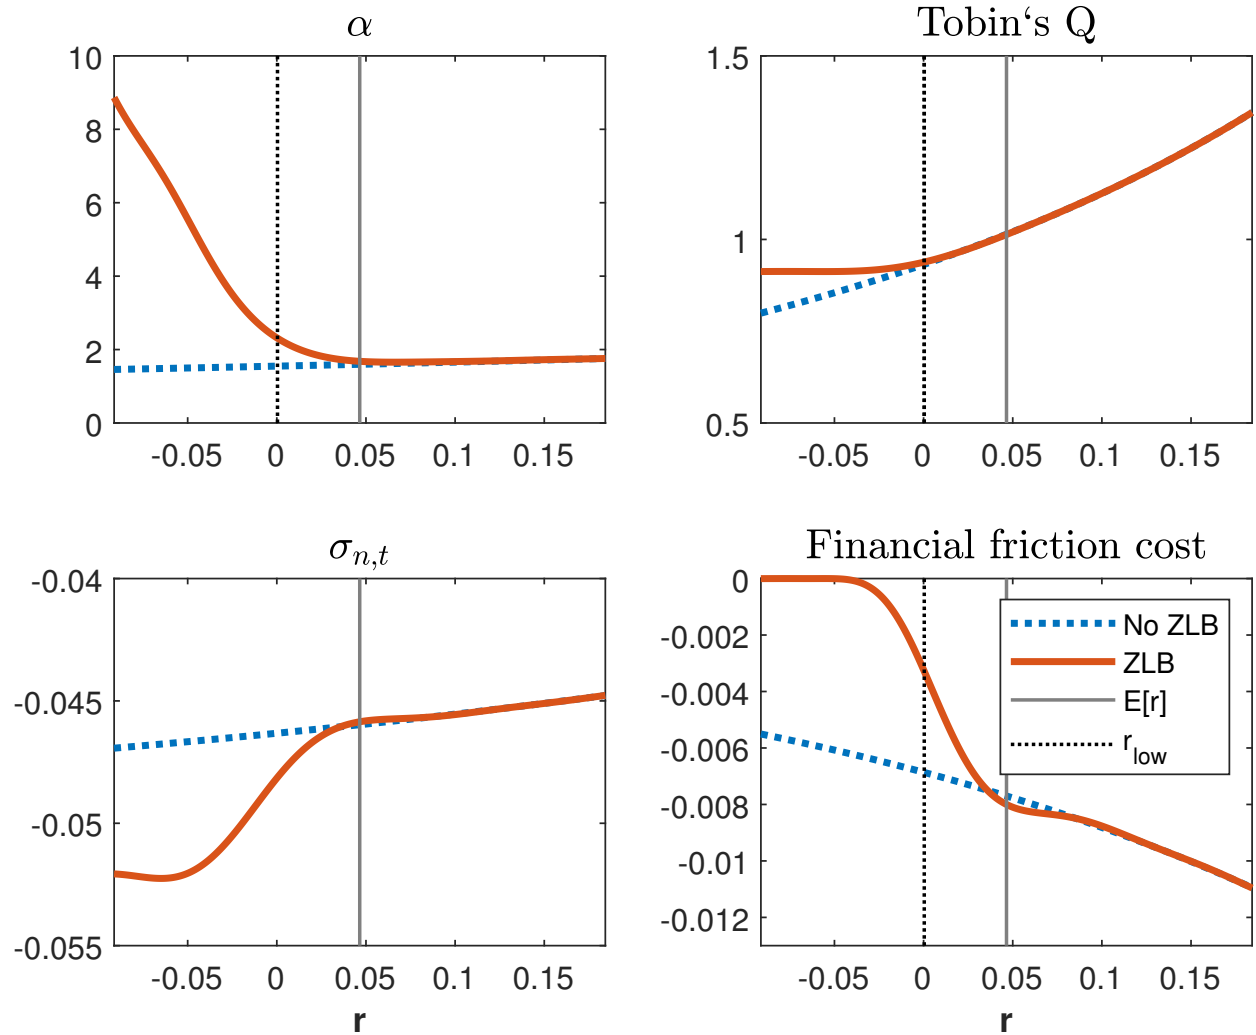 α
10
8
6
4
2
0
-0.05 0 0.05 0.1 0.15
Tobin‘s Q
1.5
1
0.5
-0.05 0 0.05 0.1 0.15
σn,t
-0.04
-0.045
-0.05
-0.055
-0.05 0 0.05 0.1 0.15
r
Financial friction cost
0
-0.002
-0.004
-0.006
-0.008
-0.01
-0.012
No ZLB
ZLB
E[r]
rlow
-0.05 0 0.05 0.1 0.15
r